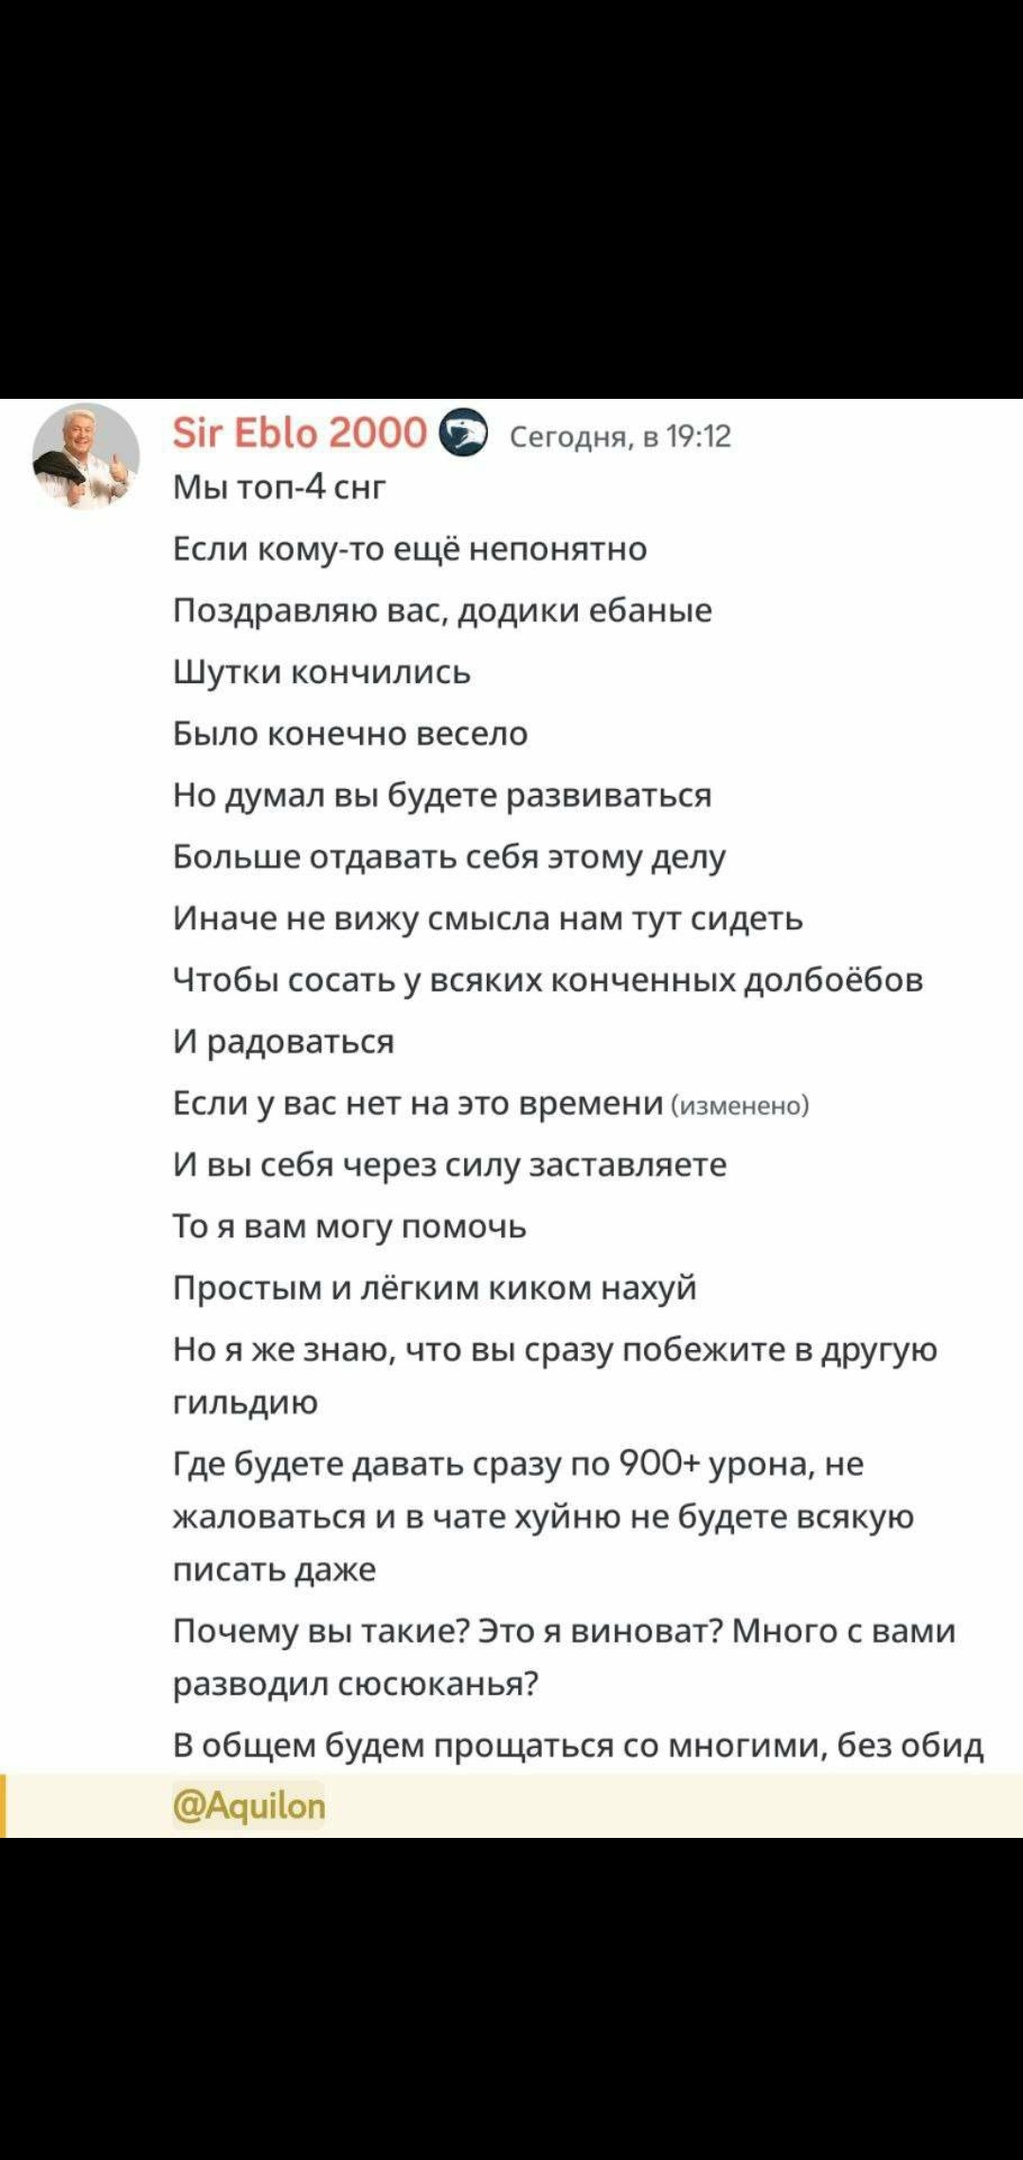 Sir Eblo 2000 Сегодня, в 19:12
Мы топ-4 снг
Если кому-то ещё непонятно
Поздравляю вас, додики ебаные
Шутки кончились
Было конечно весело
Но думал вы будете развиваться
Больше отдавать себя этому делу
Иначе не вижу смысла нам тут сидеть
Чтобы сосать у всяких конченных долбоёбов
И радоваться
Если у вас нет на это времени (изменено)
И вы себя через силу заставляете
То я вам могу помочь
Простым и лёгким киком нахуй
Но я же знаю, что вы сразу побежите в другую
гильдию
Где будете давать сразу по 900+ урона, не
жаловаться и в чате хуйню не будете всякую
писать даже
Почему вы такие? Это я виноват? Много с вами
разводил сюсюканья?
В общем будем прощаться со многими, без обид
@Aquilon